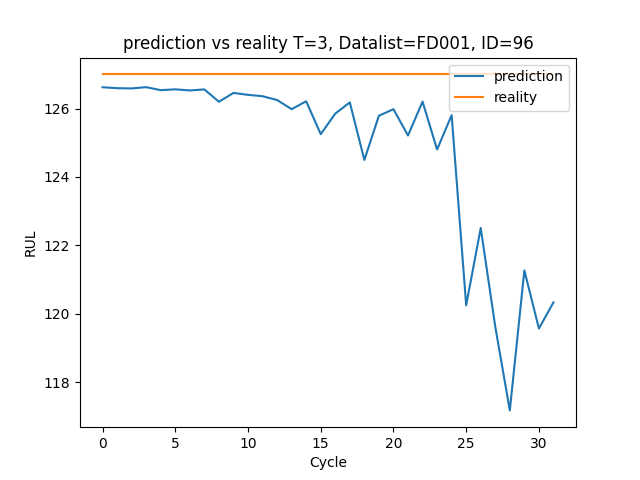 prediction vs reality T=3, Datalist=FD001, ID=96
prediction
reality
126
124
122
120
118
RUL
0 5 10 15 20 25 30
Cycle